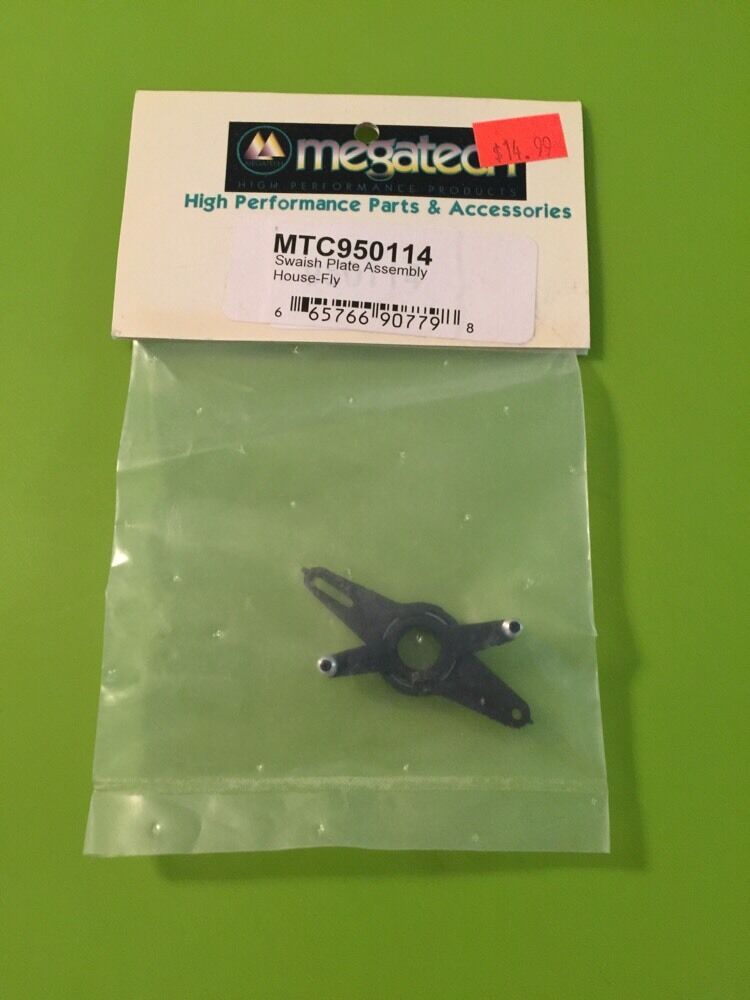 megatech
$14.99
HIGH PERFORMANCE PRODUCTS
High Performance Parts & Accessories
MTC950114
Swaish Plate Assembly
House-Fly
6 65766 90779 8